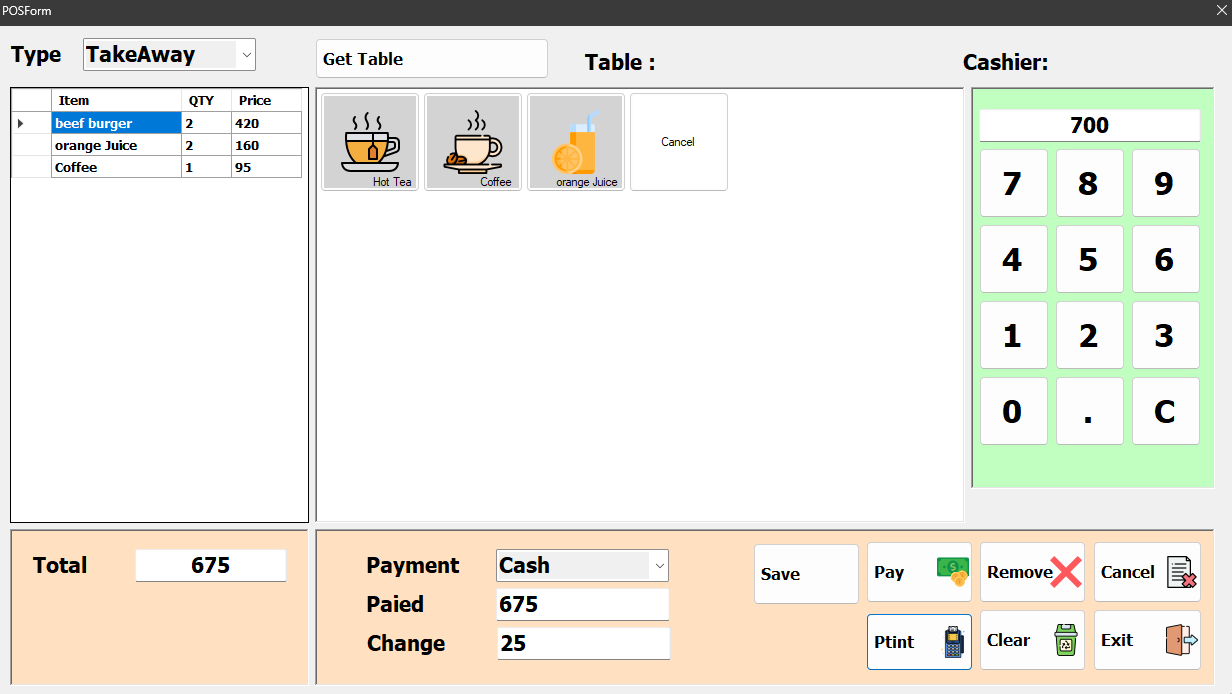 POSForm
Type TakeAway Get Table Table : Cashier:
Item QTY Price
beef burger 2 420
orange Juice 2 160
Coffee 1 95
Hot Tea Coffee orange Juice Cancel
700
7 8 9
4 5 6
1 2 3
0 . C
Total 675
Payment Cash
Paied 675
Change 25
Save Pay Remove Cancel
Ptint Clear Exit